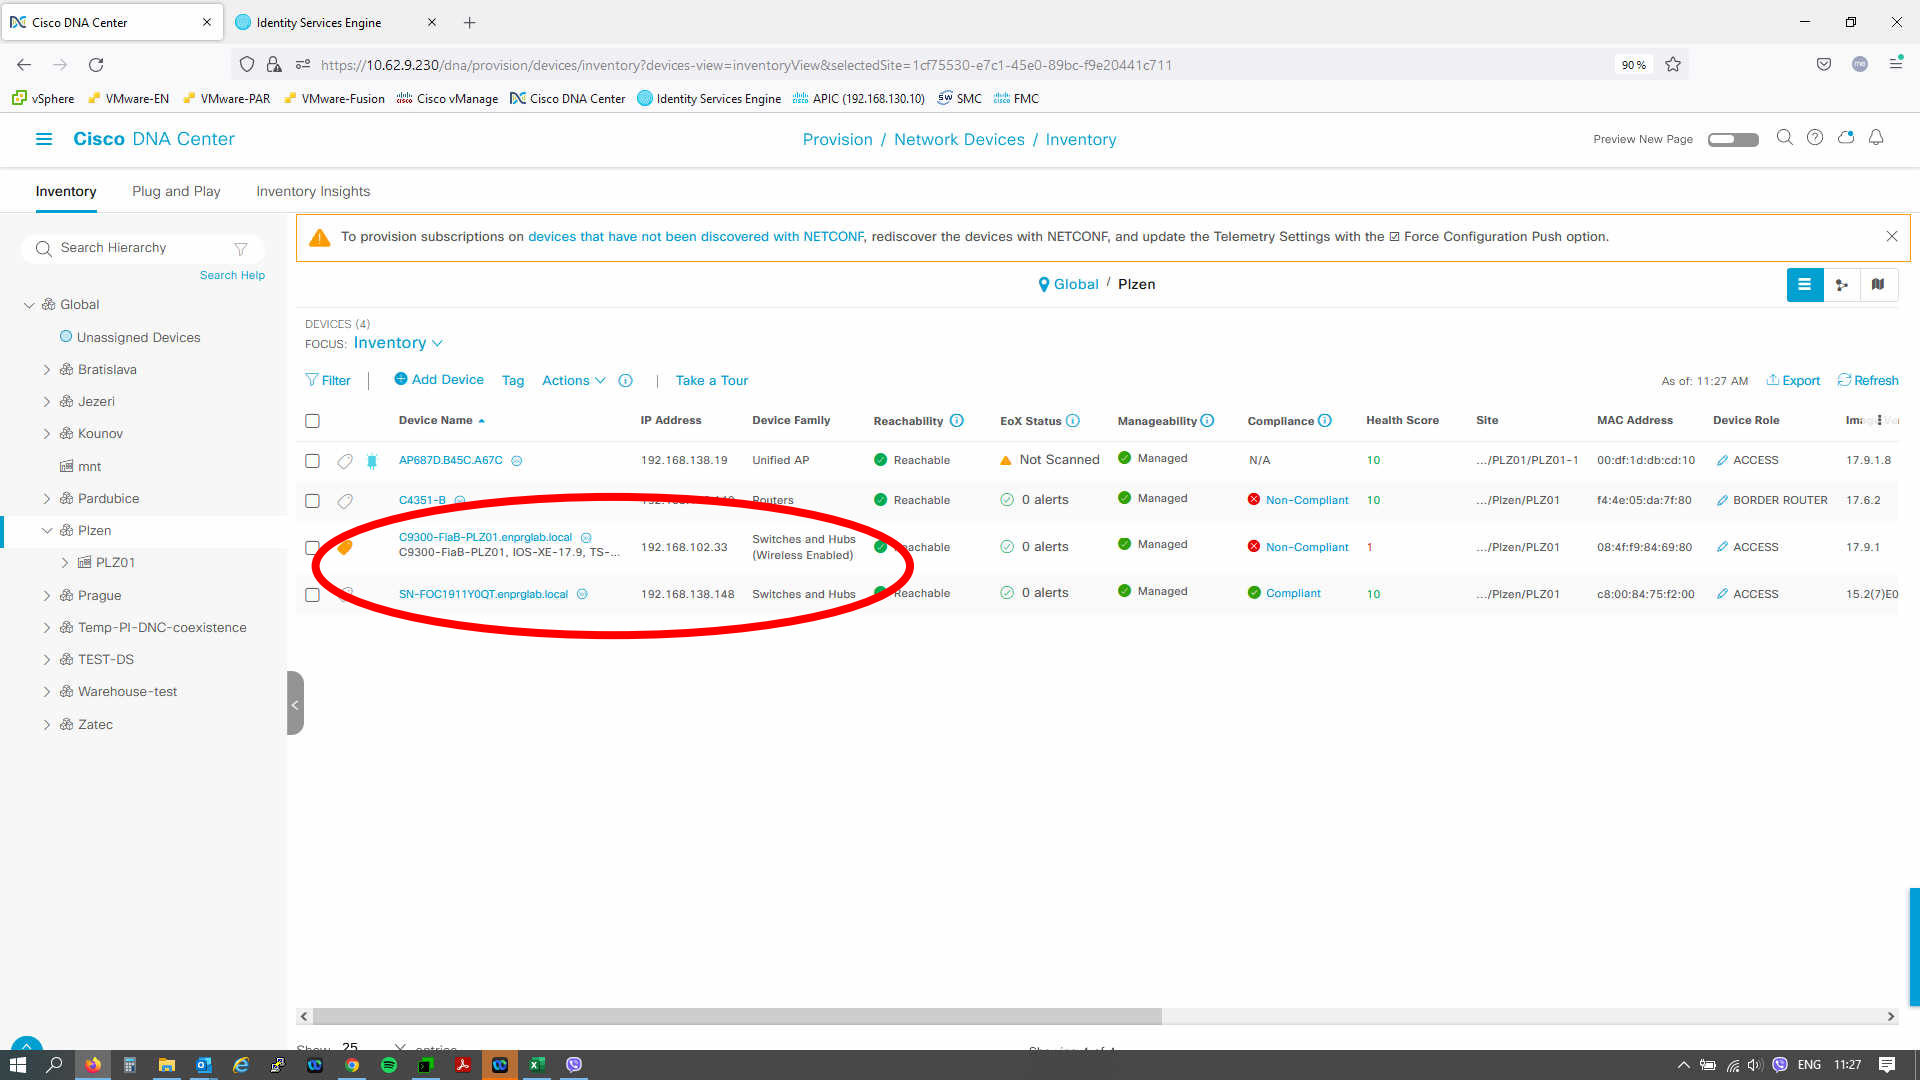 Cisco DNA Center
Identity Services Engine
https://10.62.9.230/dna/provision/devices/inventory?devices-view=inventoryView&selectedSite=1cf75530-e7c1-45e0-89bc-f9e20441c711
90 %
vSphere VMware-EN VMware-PAR VMware-Fusion Cisco vManage Cisco DNA Center Identity Services Engine APIC (192.168.130.10) SMC FMC
Cisco DNA Center
Provision / Network Devices / Inventory
Preview New Page
Inventory Plug and Play Inventory Insights
Search Hierarchy
Search Help
Global
Unassigned Devices
Bratislava
Jezeri
Kounov
mnt
Pardubice
Plzen
PLZ01
Prague
Temp-PI-DNC-coexistence
TEST-DS
Warehouse-test
Zatec
To provision subscriptions on devices that have not been discovered with NETCONF, rediscover the devices with NETCONF, and update the Telemetry Settings with the ☑ Force Configuration Push option.
Global / Plzen
DEVICES (4)
FOCUS: Inventory
Filter | Add Device Tag Actions | Take a Tour
As of: 11:27 AM Export Refresh
Device Name IP Address Device Family Reachability EoX Status Manageability Compliance Health Score Site MAC Address Device Role
AP687D.B45C.A67C 192.168.138.19 Unified AP Reachable Not Scanned Managed N/A 10 .../PLZ01/PLZ01-1 00:df:1d:db:cd:10 ACCESS 17.9.1.8
C4351-B Routers Reachable 0 alerts Managed Non-Compliant 10 .../Plzen/PLZ01 f4:4e:05:da:7f:80 BORDER ROUTER 17.6.2
C9300-FiaB-PLZ01.enprglab.local
C9300-FiaB-PLZ01, IOS-XE-17.9, TS-...
192.168.102.33 Switches and Hubs
(Wireless Enabled)
Reachable 0 alerts Managed Non-Compliant 1 .../Plzen/PLZ01 08:4f:f9:84:69:80 ACCESS 17.9.1
SN-FOC1911Y0QT.enprglab.local 192.168.138.148 Switches and Hubs Reachable 0 alerts Managed Compliant 10 .../Plzen/PLZ01 c8:00:84:75:f2:00 ACCESS 15.2(7)E0
Show 25 entries
ENG 11:27